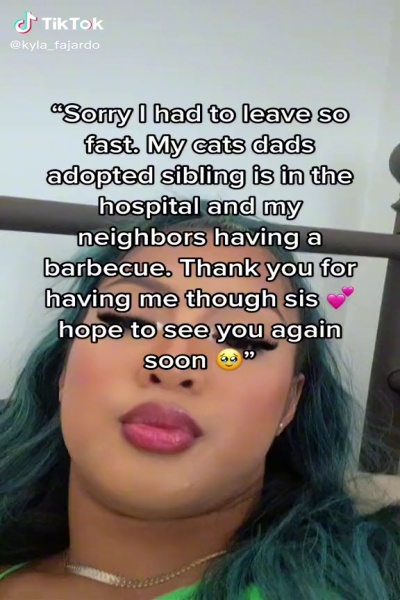 TikTok
@kyla_fajardo
“Sorry I had to leave so
fast. My cats dads
adopted sibling is in the
hospital and my
neighbors having a
barbecue. Thank you for
having me though sis 💕
hope to see you again
soon 🥹”